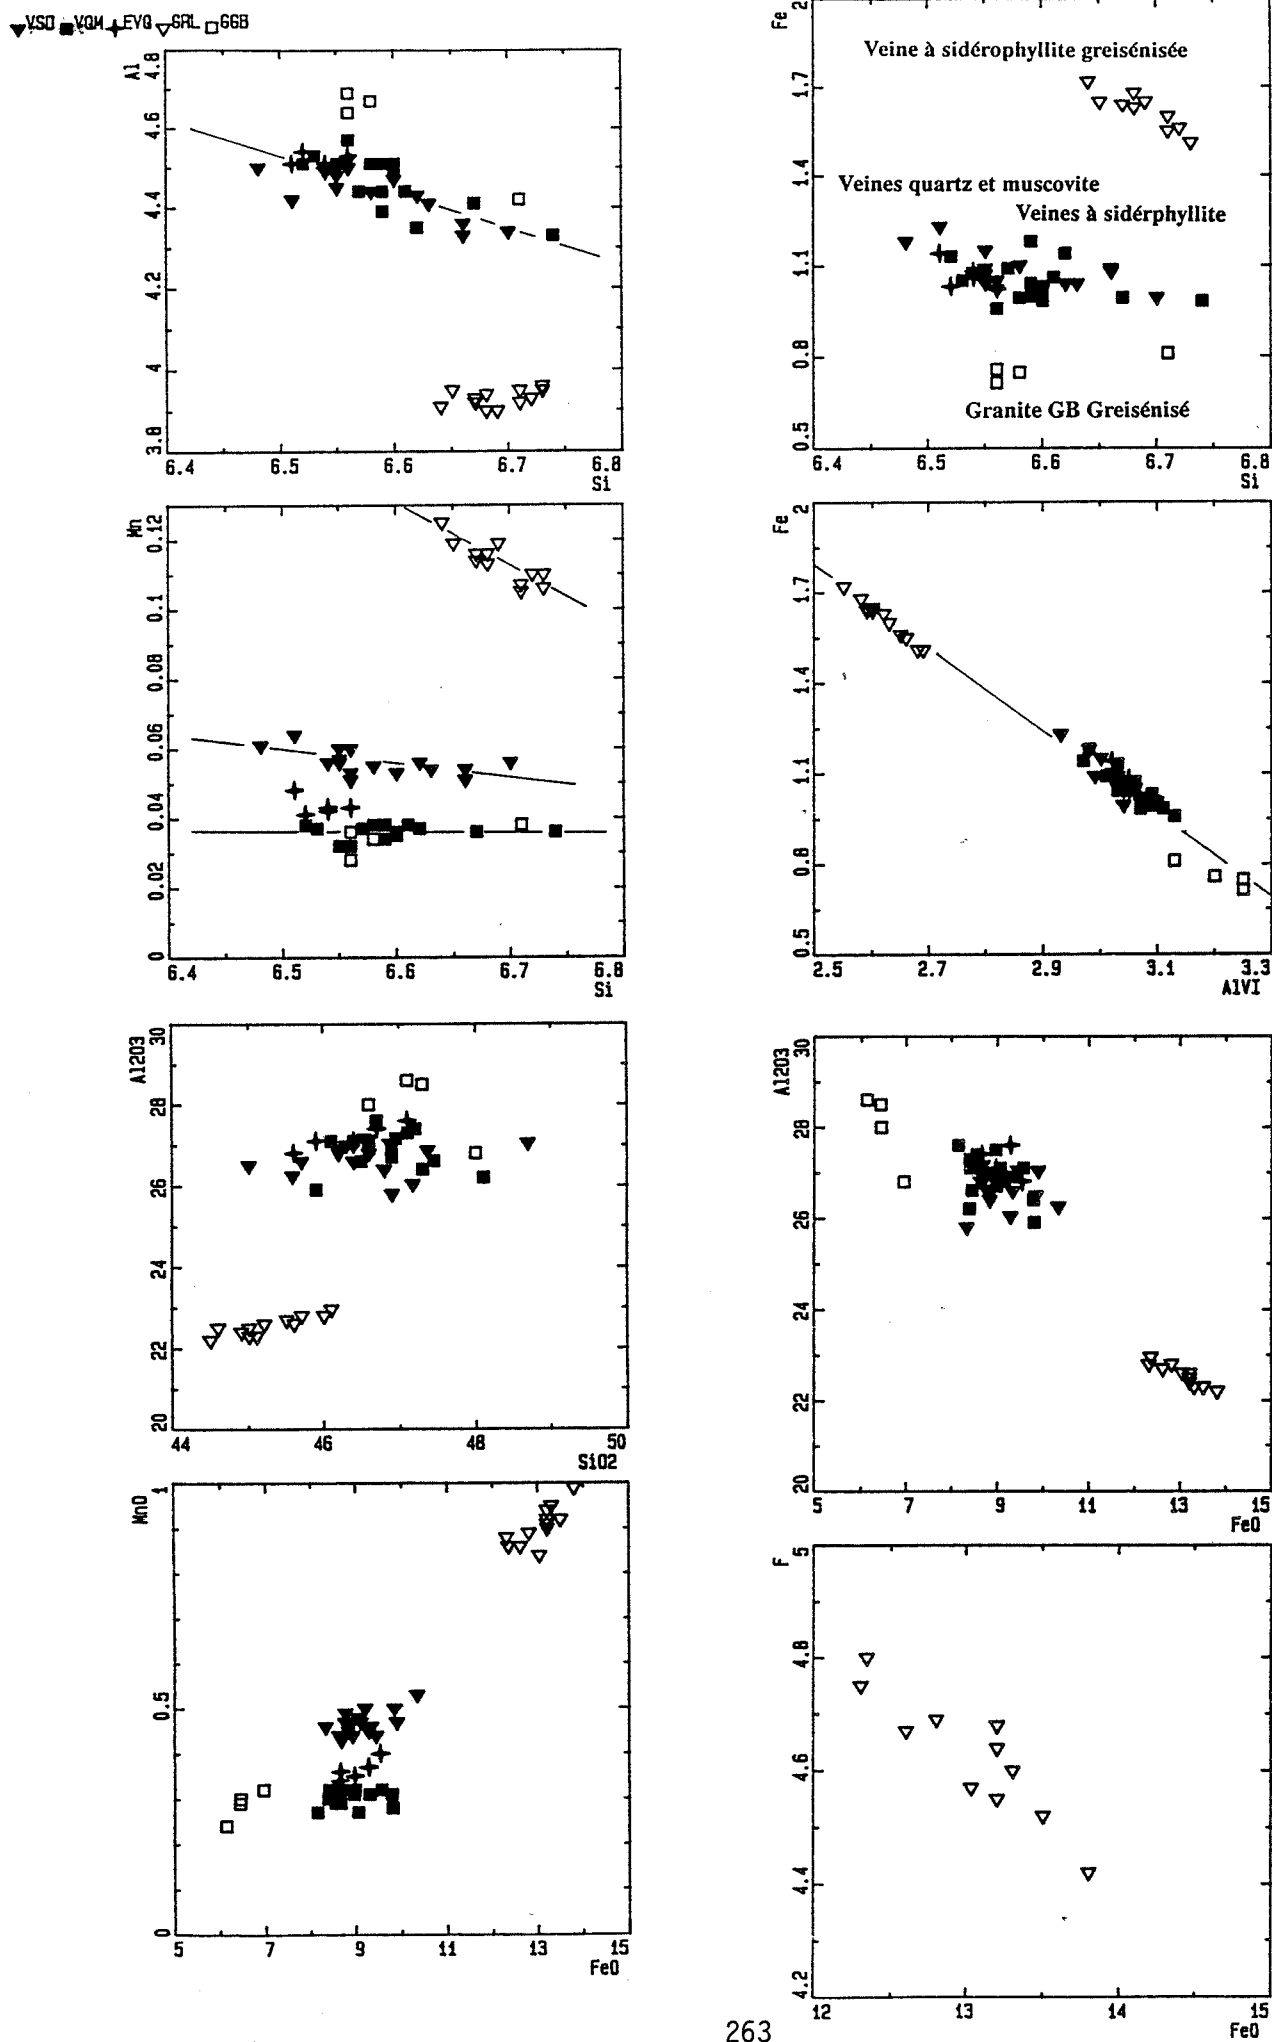 VSD VQM EVQ GRL GGB
Al
4.8
4.6
4.4
4.2
4
3.8
6.4 6.5 6.6 6.7 6.8
Si
Fe
2
1.7
1.4
1.1
0.8
0.5
Veine à sidérophyllite greisénisée
Veines quartz et muscovite
Veines à sidérphyllite
Granite GB Greisénisé
6.4 6.5 6.6 6.7 6.8
Si
Mn
0.12
0.1
0.08
0.06
0.04
0.02
0
6.4 6.5 6.6 6.7 6.8
Si
Fe
2
1.7
1.4
1.1
0.8
0.5
2.5 2.7 2.9 3.1 3.3
AlVI
Al2O3
30
28
26
24
22
20
44 46 48 50
SiO2
Al2O3
30
28
26
24
22
20
5 7 9 11 13 15
FeO
MnO
1
0.5
0
5 7 9 11 13 15
FeO
F
5
4.8
4.6
4.4
4.2
12 13 14 15
FeO
263